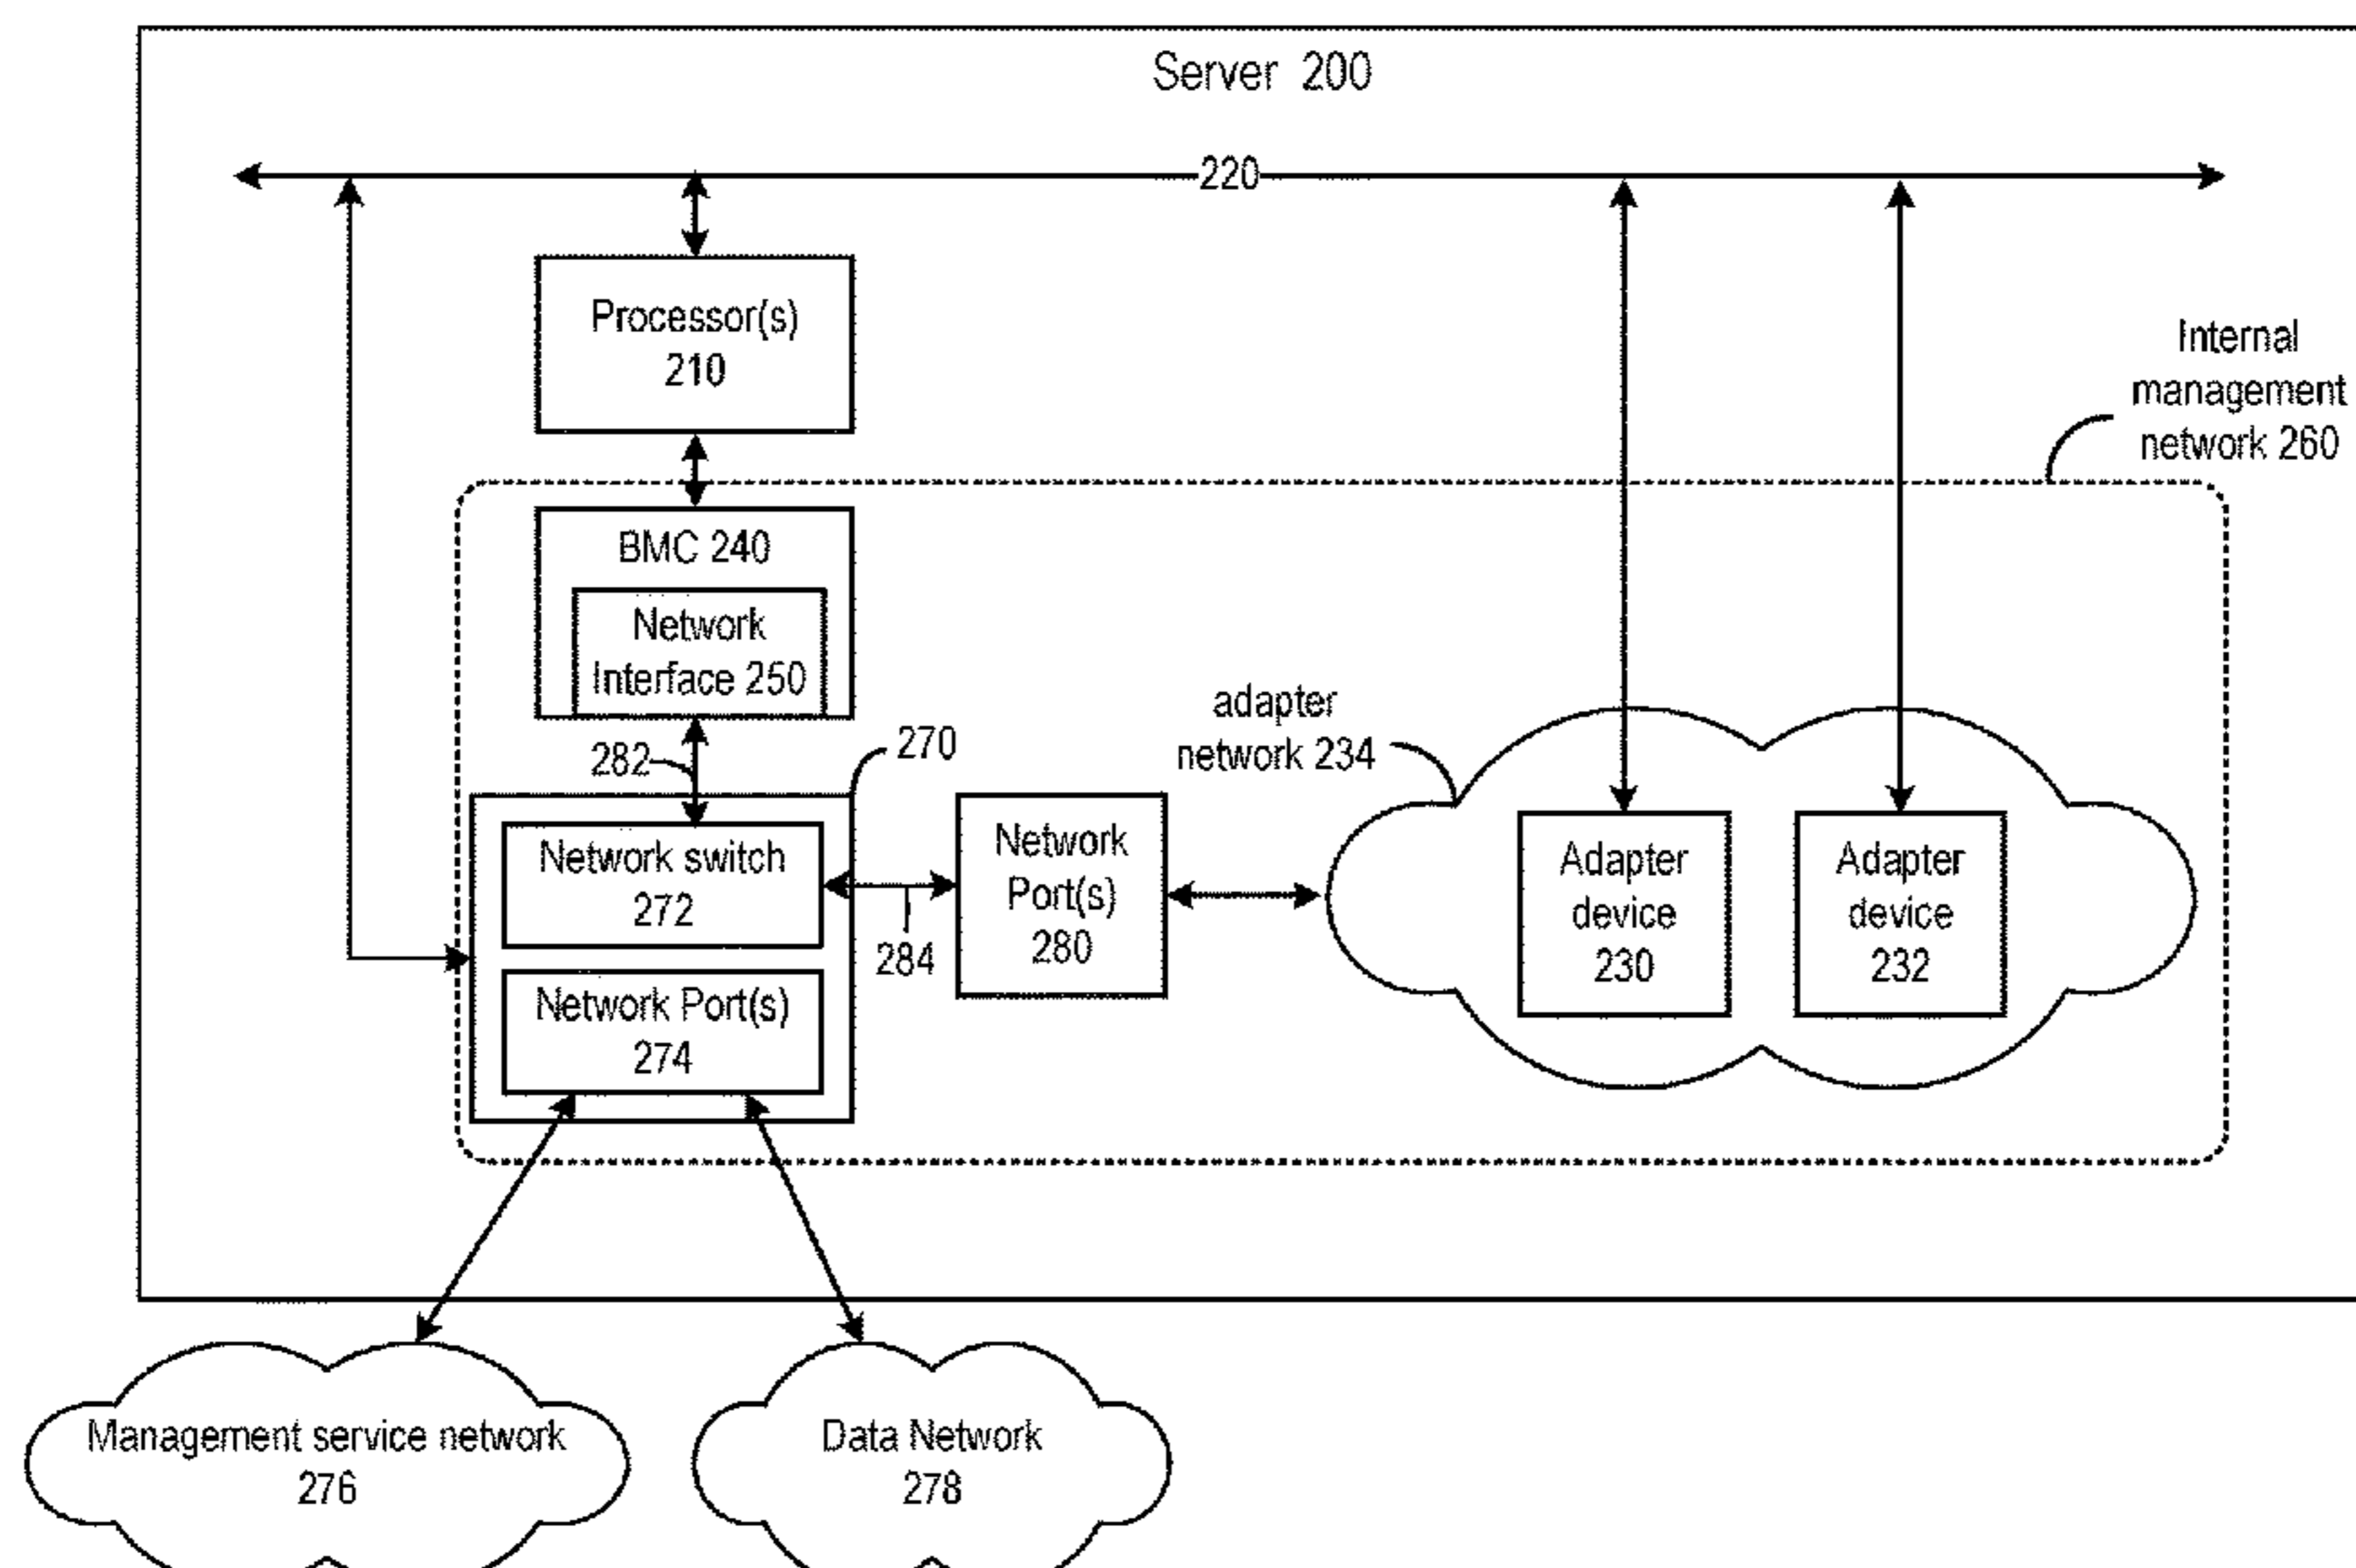 Server 200
220
Processor(s)
210
Internal
management
network 260
BMC 240
Network
Interface 250
282
270
adapter
network 234
Network switch
272
284
Network
Port(s)
280
Adapter
device
230
Adapter
device
232
Network Port(s)
274
Management service network
276
Data Network
278